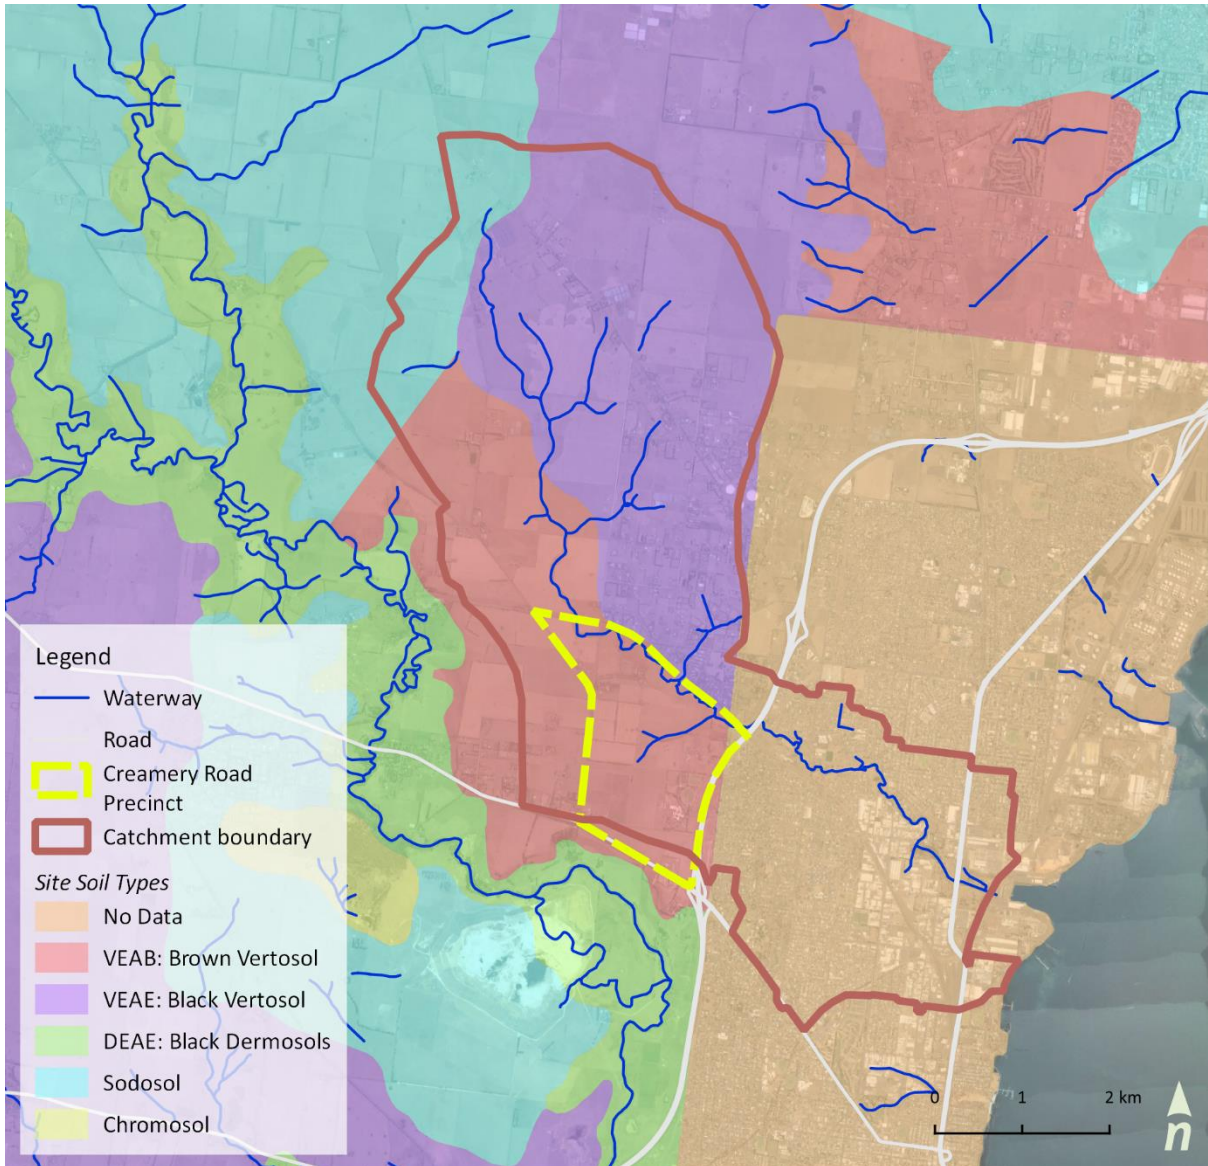 Legend
Waterway
Road
Creamery Road
Precinct
Catchment boundary
Site Soil Types
No Data
VEAB: Brown Vertosol
VEAE: Black Vertosol
DEAE: Black Dermosols
Sodosol
Chromosol
0 1 2 km
n